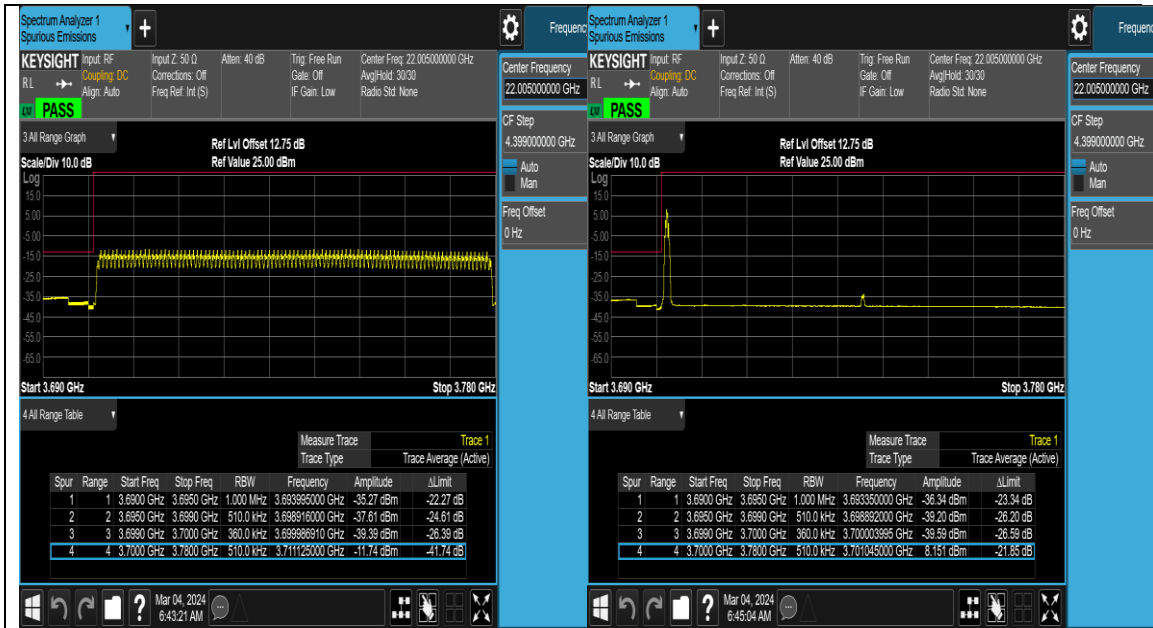 Spectrum Analyzer 1
Spurious Emissions
+
Frequenc
KEYSIGHT
RL
Input: RF
Coupling: DC
Align: Auto
Input Z: 50 Ω
Corrections: Off
Freq Ref: Int (S)
Atten: 40 dB
Trig: Free Run
Gate: Off
IF Gain: Low
Center Freq: 22.005000000 GHz
Avg|Hold: 30/30
Radio Std: None
PASS
Center Frequency
22.005000000 GHz
CF Step
4.399000000 GHz
Auto
Man
Freq Offset
0 Hz
3 All Range Graph
Ref Lvl Offset 12.75 dB
Scale/Div 10.0 dB
Ref Value 25.00 dBm
Log
15.0
5.00
-5.00
-15.0
-25.0
-35.0
-45.0
-55.0
-65.0
Start 3.690 GHz
Stop 3.780 GHz
4 All Range Table
Measure Trace Trace 1
Trace Type Trace Average (Active)
Spur Range Start Freq Stop Freq RBW Frequency Amplitude ΔLimit
1 1 3.6900 GHz 3.6950 GHz 1.000 MHz 3.693995000 GHz -35.27 dBm -22.27 dB
2 2 3.6950 GHz 3.6990 GHz 510.0 kHz 3.698916000 GHz -37.61 dBm -24.61 dB
3 3 3.6990 GHz 3.7000 GHz 360.0 kHz 3.699986910 GHz -39.39 dBm -26.39 dB
4 4 3.7000 GHz 3.7800 GHz 510.0 kHz 3.711125000 GHz -11.74 dBm -41.74 dB
?
Mar 04, 2024
6:43:21 AM
Spectrum Analyzer 1
Spurious Emissions
+
Frequenc
KEYSIGHT
RL
Input: RF
Coupling: DC
Align: Auto
Input Z: 50 Ω
Corrections: Off
Freq Ref: Int (S)
Atten: 40 dB
Trig: Free Run
Gate: Off
IF Gain: Low
Center Freq: 22.005000000 GHz
Avg|Hold: 30/30
Radio Std: None
PASS
Center Frequency
22.005000000 GHz
CF Step
4.399000000 GHz
Auto
Man
Freq Offset
0 Hz
3 All Range Graph
Ref Lvl Offset 12.75 dB
Scale/Div 10.0 dB
Ref Value 25.00 dBm
Log
15.0
5.00
-5.00
-15.0
-25.0
-35.0
-45.0
-55.0
-65.0
Start 3.690 GHz
Stop 3.780 GHz
4 All Range Table
Measure Trace Trace 1
Trace Type Trace Average (Active)
Spur Range Start Freq Stop Freq RBW Frequency Amplitude ΔLimit
1 1 3.6900 GHz 3.6950 GHz 1.000 MHz 3.693350000 GHz -36.34 dBm -23.34 dB
2 2 3.6950 GHz 3.6990 GHz 510.0 kHz 3.698892000 GHz -39.20 dBm -26.20 dB
3 3 3.6990 GHz 3.7000 GHz 360.0 kHz 3.700003995 GHz -39.59 dBm -26.59 dB
4 4 3.7000 GHz 3.7800 GHz 510.0 kHz 3.701045000 GHz 8.151 dBm -21.85 dB
?
Mar 04, 2024
6:45:04 AM